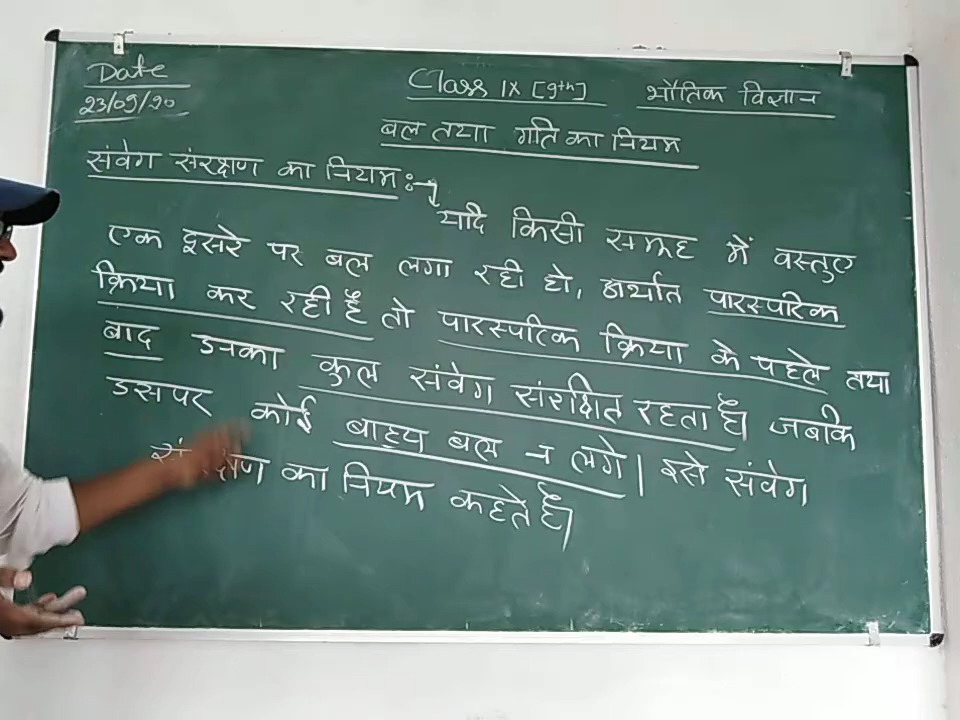 Date
23/09/20
Class IX [9th] भौतिक विज्ञान
बल तथा गति का नियम
संवेग संरक्षण का नियम :-
यदि किसी समूह में वस्तुए
एक दूसरे पर बल लगा रही हो, अर्थात पारस्परिक
क्रिया कर रही है तो पारस्परिक क्रिया के पहले तथा
बाद उनका कुल संवेग संरक्षित रहता है। जबकि
उसपर कोई बाह्य बल न लगे। इसे संवेग
का नियम कहते है।